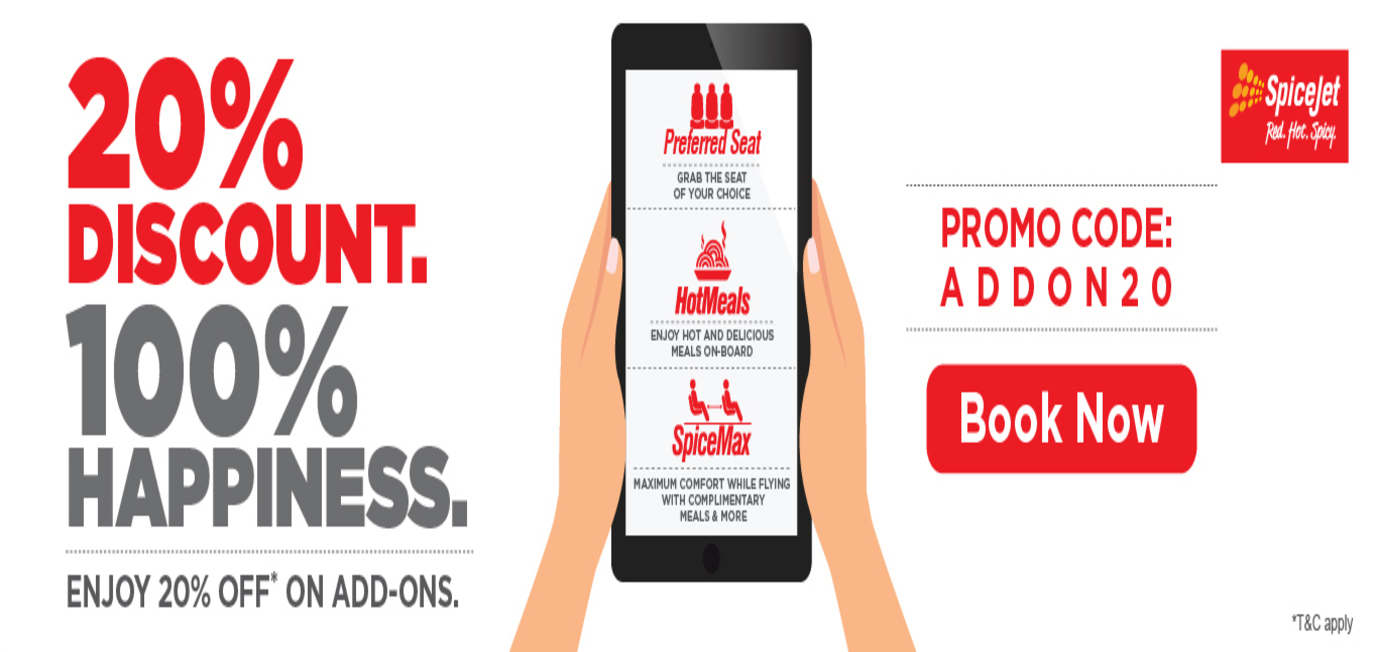 20%
DISCOUNT.
100%
HAPPINESS.
ENJOY 20% OFF* ON ADD-ONS.
Preferred Seat
GRAB THE SEAT
OF YOUR CHOICE
HotMeals
ENJOY HOT AND DELICIOUS
MEALS ON-BOARD
SpiceMax
MAXIMUM COMFORT WHILE FLYING
WITH COMPLIMENTARY
MEALS & MORE
SpiceJet
Red. Hot. Spicy.
PROMO CODE:
ADDON20
Book Now
*T&C apply